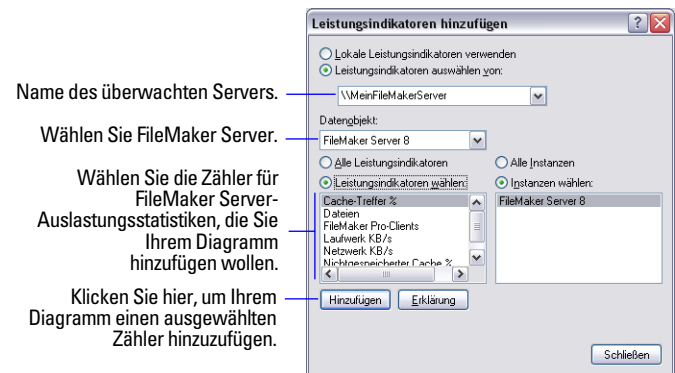 Leistungsindikatoren hinzufügen
Lokale Leistungsindikatoren verwenden
Leistungsindikatoren auswählen von:
Name des überwachten Servers.
\\MeinFileMakerServer
Datenobjekt:
Wählen Sie FileMaker Server.
FileMaker Server 8
Alle Leistungsindikatoren
Alle Instanzen
Leistungsindikatoren wählen:
Instanzen wählen:
Wählen Sie die Zähler für
FileMaker Server-
Auslastungsstatistiken, die Sie
Ihrem Diagramm
hinzufügen wollen.
Cache-Treffer %
Dateien
FileMaker Pro-Clients
Laufwerk KB/s
Netzwerk KB/s
Nichtgespeicherter Cache %
FileMaker Server 8
Klicken Sie hier, um Ihrem
Diagramm einen ausgewählten
Zähler hinzuzufügen.
Hinzufügen
Erklärung
Schließen